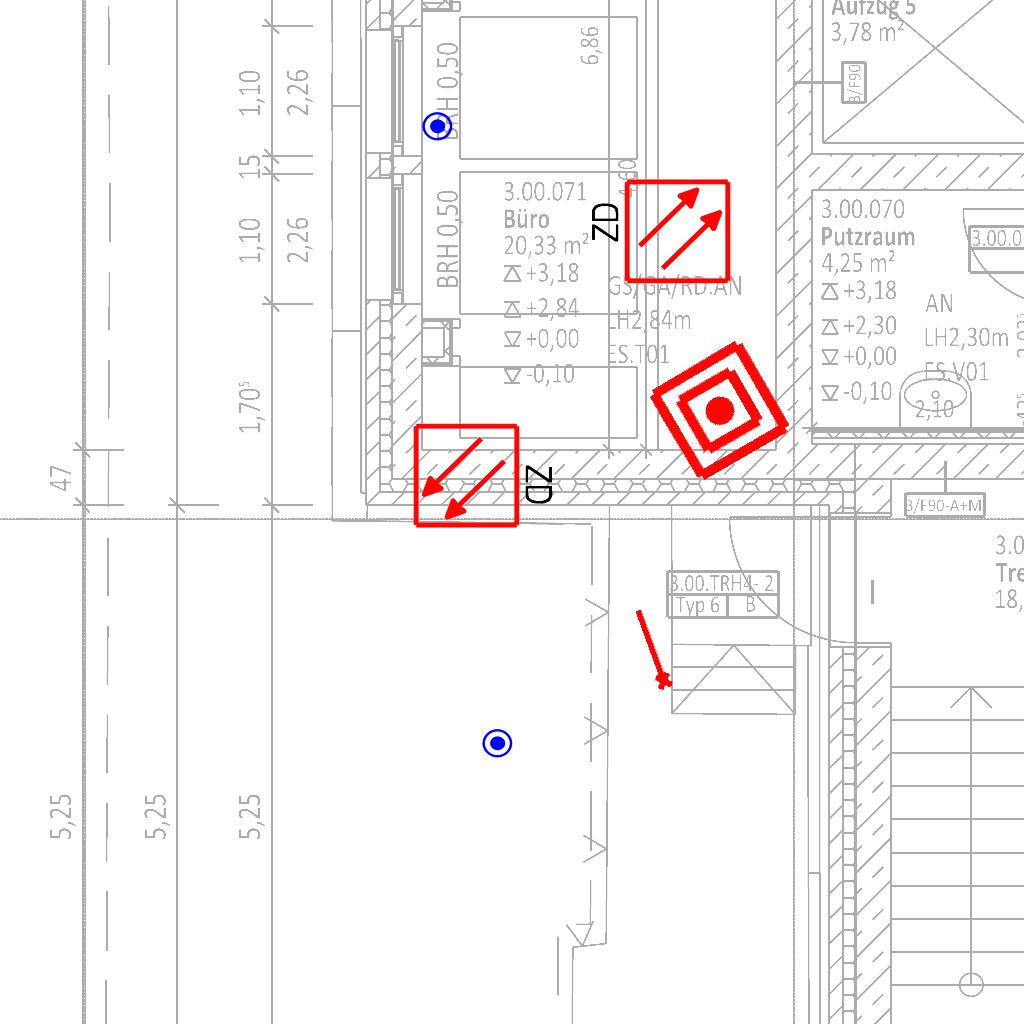 Aufzug 5
3,78 m²
B/F90
6,86
BRH 0,50
1,10
2,26
15
1,10
2,26
BRH 0,50
4,60
ZD
3.00.071
Büro
20,33 m²
+3,18
+2,84
+0,00
-0,10
GS/GA/RD.AN
LH2,84m
ES.T01
3.00.070
Putzraum
4,25 m²
+3,18
+2,30
+0,00
-0,10
AN
LH2,30m
ES.V01
2,10
3.00.0
1,70⁵
47
ZD
B/F90-A+M
3.00.TRH4- 2
Typ 6
B
3.0
Tre
18,
5,25
5,25
5,25